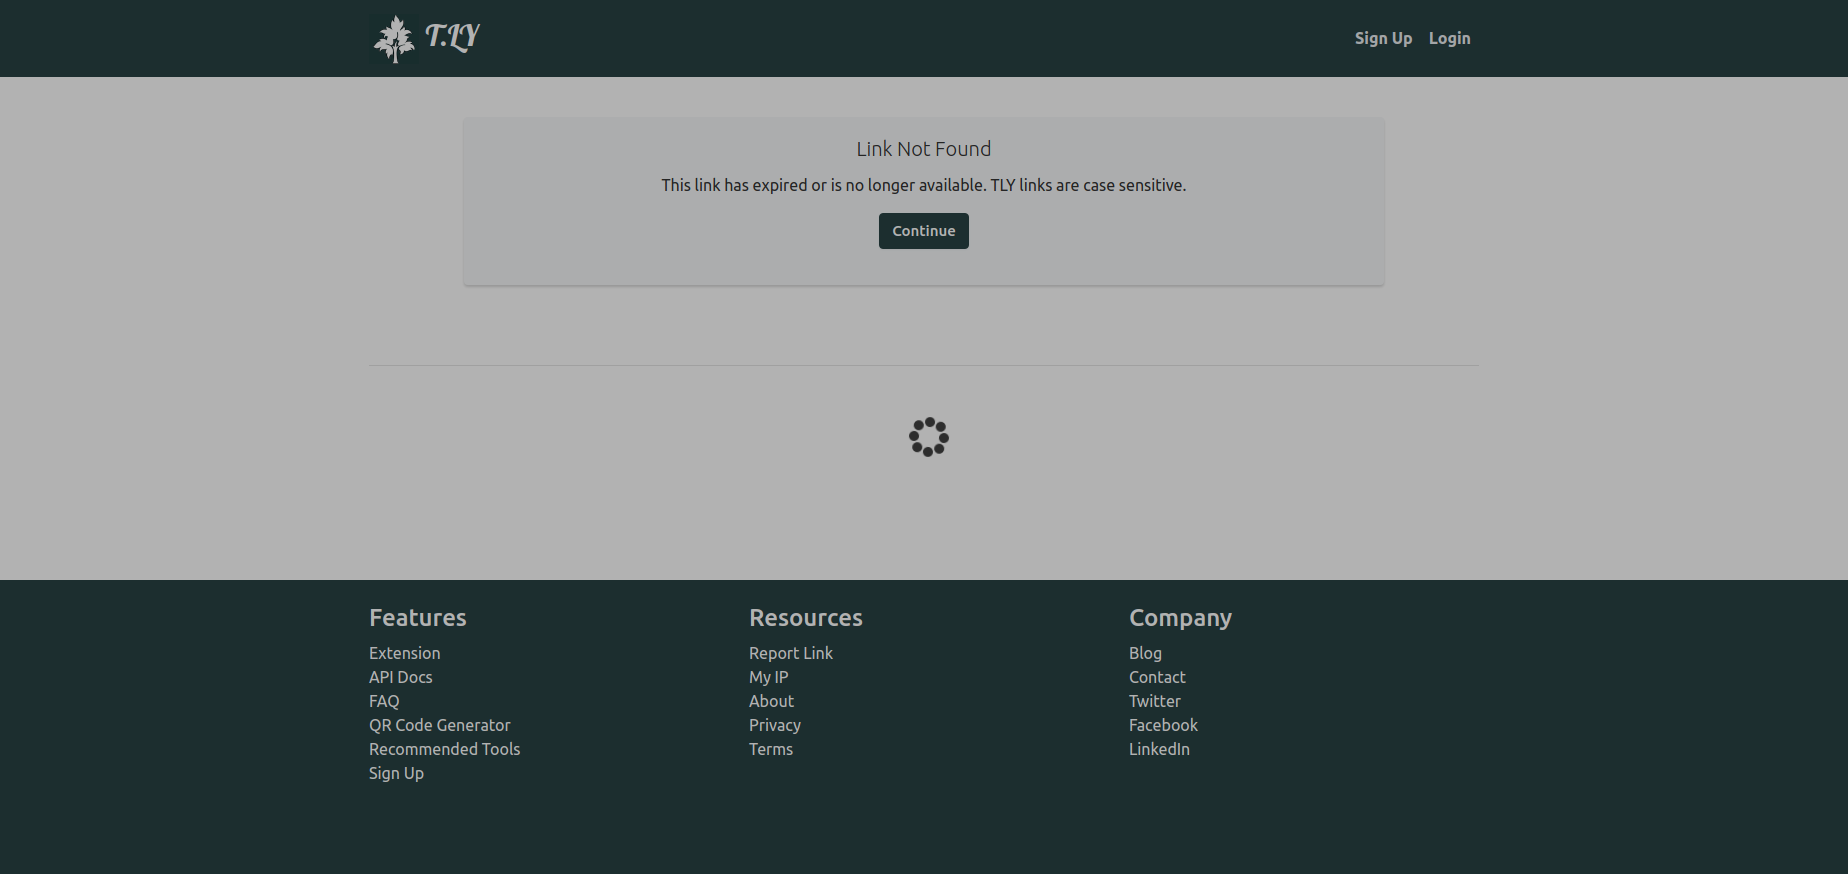 T.LY
Sign Up Login
Link Not Found
This link has expired or is no longer available. TLY links are case sensitive.
Continue
Features
Extension
API Docs
FAQ
QR Code Generator
Recommended Tools
Sign Up
Resources
Report Link
My IP
About
Privacy
Terms
Company
Blog
Contact
Twitter
Facebook
LinkedIn